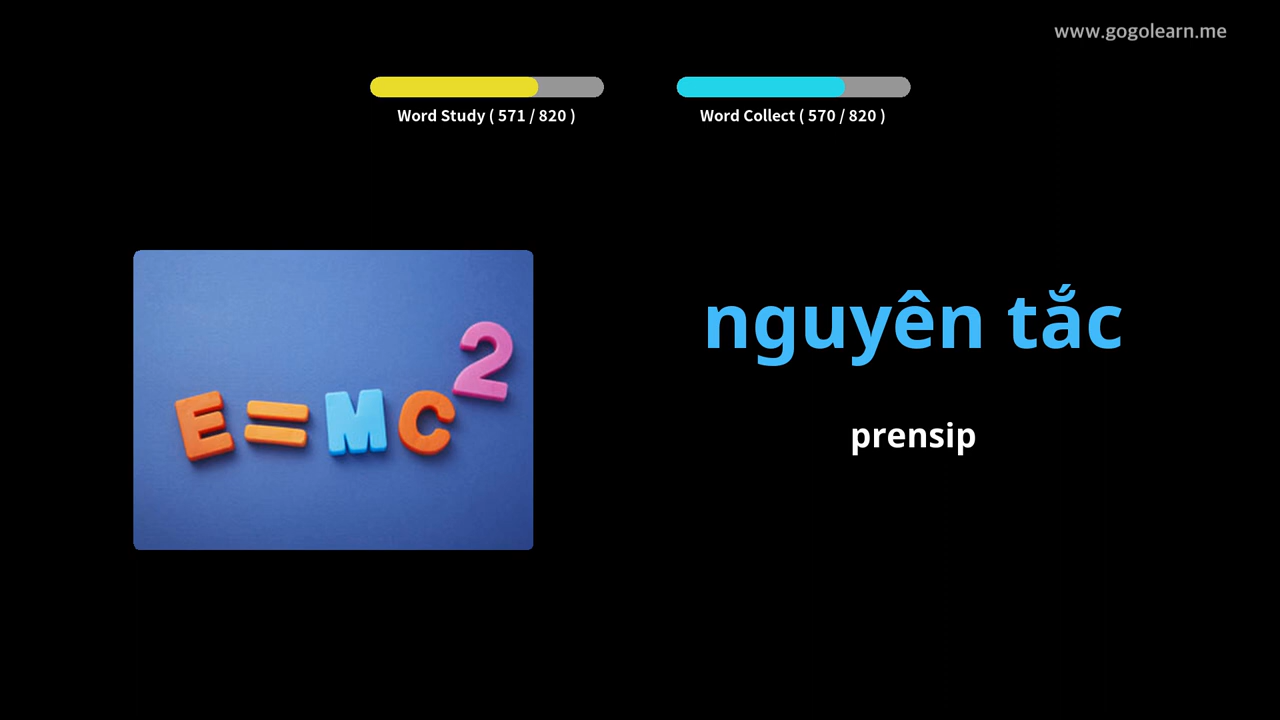 www.gogolearn.me
Word Study ( 571 / 820 )
Word Collect ( 570 / 820 )
E=MC2
nguyên tắc
prensip